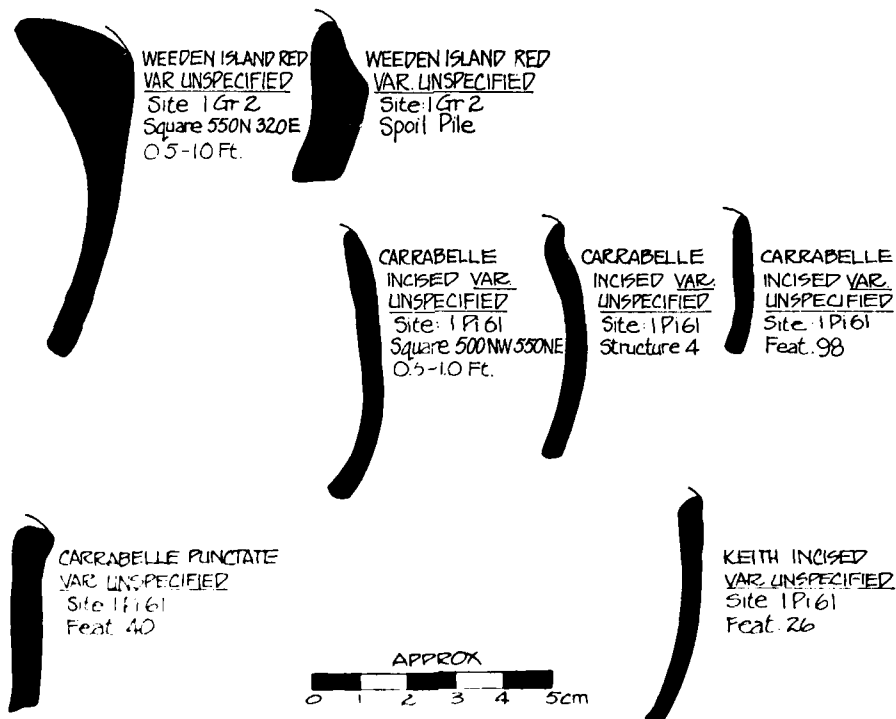 WEEDEN ISLAND RED
VAR. UNSPECIFIED
Site 1Gr2
Square 550N 320E
0.5-1.0 Ft.
WEEDEN ISLAND RED
VAR. UNSPECIFIED
Site: 1Gr2
Spoil Pile
CARRABELLE
INCISED VAR.
UNSPECIFIED
Site: 1Pi61
Square 500NW 550NE
0.5-1.0 Ft.
CARRABELLE
INCISED VAR.
UNSPECIFIED
Site: 1Pi61
Structure 4
CARRABELLE
INCISED VAR.
UNSPECIFIED
Site: 1Pi61
Feat. 98
CARRABELLE PUNCTATE
VAR. UNSPECIFIED
Site 1Pi61
Feat. 40
KEITH INCISED
VAR. UNSPECIFIED
Site 1Pi61
Feat. 26
APPROX
0 1 2 3 4 5cm